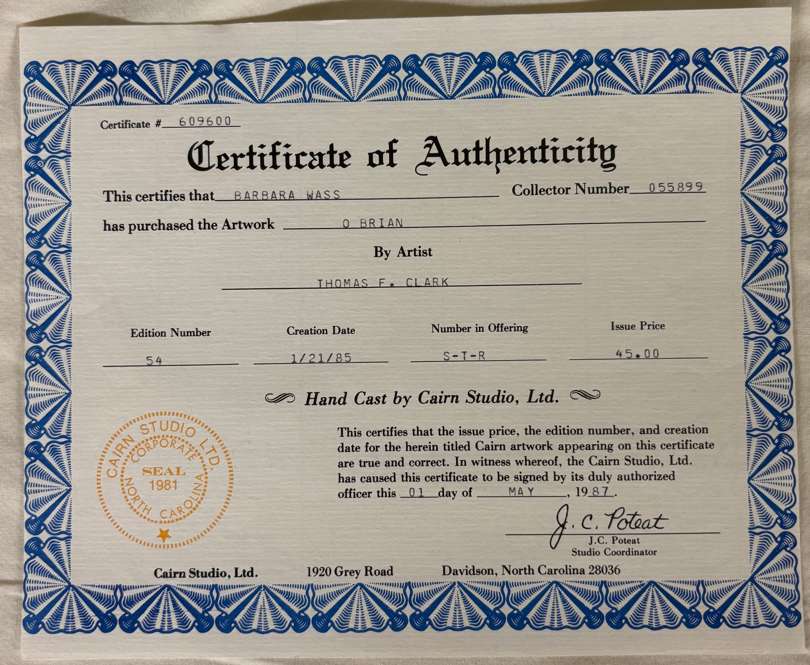 Certificate # 609600
Certificate of Authenticity
This certifies that BARBARA WASS Collector Number 055899
has purchased the Artwork O BRIAN
By Artist
THOMAS F. CLARK
Edition Number Creation Date Number in Offering Issue Price
54 1/21/85 S-T-R 45.00
Hand Cast by Cairn Studio, Ltd.
This certifies that the issue price, the edition number, and creation
date for the herein titled Cairn artwork appearing on this certificate
are true and correct. In witness whereof, the Cairn Studio, Ltd.
has caused this certificate to be signed by its duly authorized
officer this 01 day of MAY, 1987.
CAIRN STUDIO LTD.
CORPORATE
SEAL
1981
NORTH CAROLINA
J. C. Poteat
J.C. Poteat
Studio Coordinator
Cairn Studio, Ltd. 1920 Grey Road Davidson, North Carolina 28036